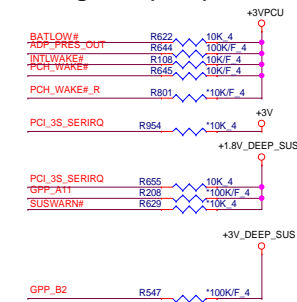 +3VPCU
BATLOW# R622 10K_4
ADP_PRES_OUT R644 100K/F_4
INTLWAKE# R108 10K/F_4
PCH_WAKE# R645 10K/F_4
PCH_WAKE#_R R801 *10K/F_4
+3V
PCI_3S_SERIRQ R954 *10K_4
+1.8V_DEEP_SUS
PCI_3S_SERIRQ R655 10K_4
GPP_A11 R208 *100K/F_4
SUSWARN# R629 *10K_4
+3V_DEEP_SUS
GPP_B2 R547 *100K/F_4